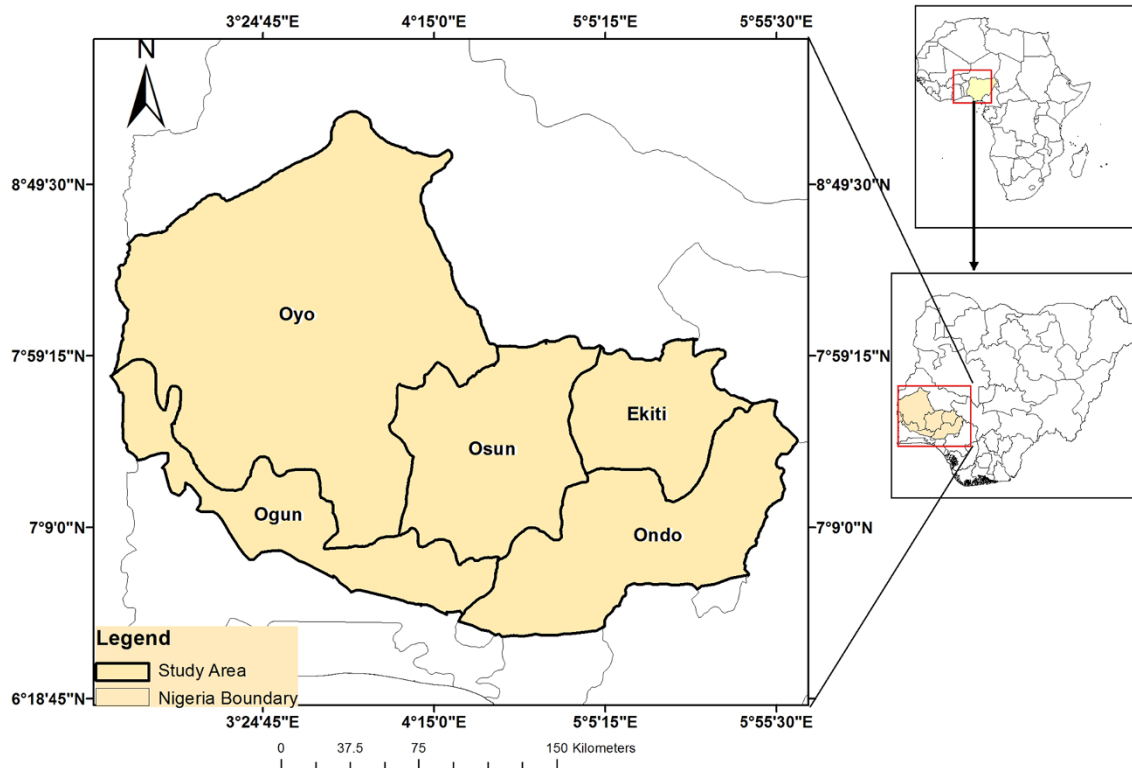 3°24'45"E 4°15'0"E 5°5'15"E 5°55'30"E
N
8°49'30"N 8°49'30"N
Oyo
7°59'15"N 7°59'15"N
Ekiti
Osun
Ogun
7°9'0"N 7°9'0"N
Ondo
Legend
Study Area
Nigeria Boundary
6°18'45"N 6°18'45"N
3°24'45"E 4°15'0"E 5°5'15"E 5°55'30"E
0 37.5 75 150 Kilometers